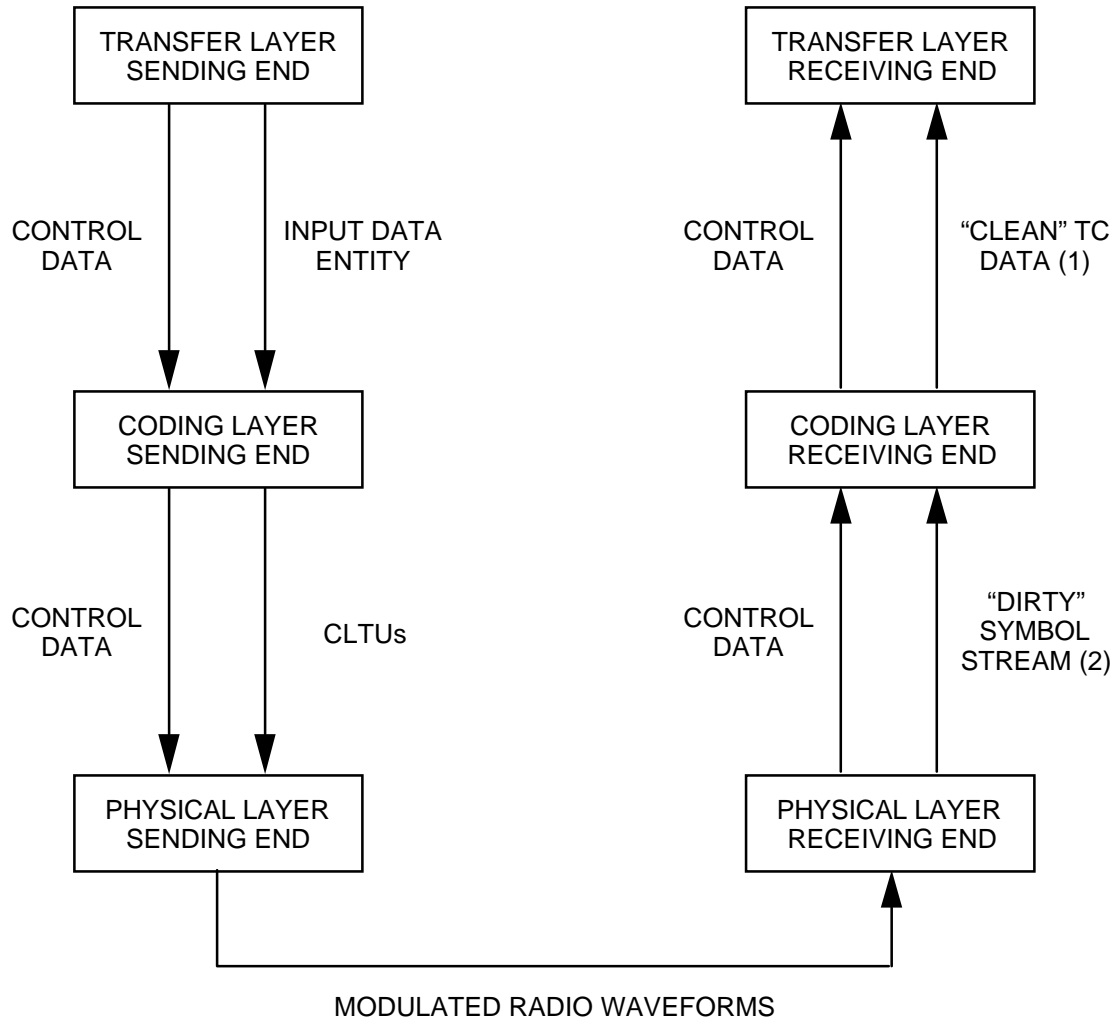 TRANSFER LAYER
SENDING END
TRANSFER LAYER
RECEIVING END
CONTROL
DATA
INPUT DATA
ENTITY
CONTROL
DATA
“CLEAN” TC
DATA (1)
CODING LAYER
SENDING END
CODING LAYER
RECEIVING END
CONTROL
DATA
CLTUs
CONTROL
DATA
“DIRTY”
SYMBOL
STREAM (2)
PHYSICAL LAYER
SENDING END
PHYSICAL LAYER
RECEIVING END
MODULATED RADIO WAVEFORMS